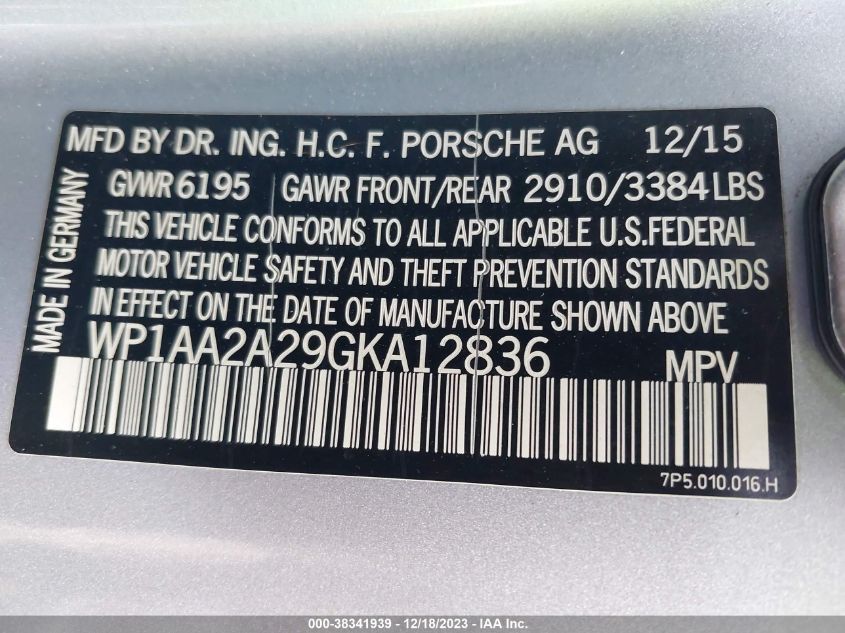 MFD BY DR. ING. H.C. F. PORSCHE AG 12/15
GVWR 6195 GAWR FRONT/REAR 2910/3384LBS
THIS VEHICLE CONFORMS TO ALL APPLICABLE U.S.FEDERAL
MOTOR VEHICLE SAFETY AND THEFT PREVENTION STANDARDS
IN EFFECT ON THE DATE OF MANUFACTURE SHOWN ABOVE
MADE IN GERMANY
WP1AA2A29GKA12836 MPV
7P5.010.016.H
000-38341939 - 12/18/2023 - IAA Inc.